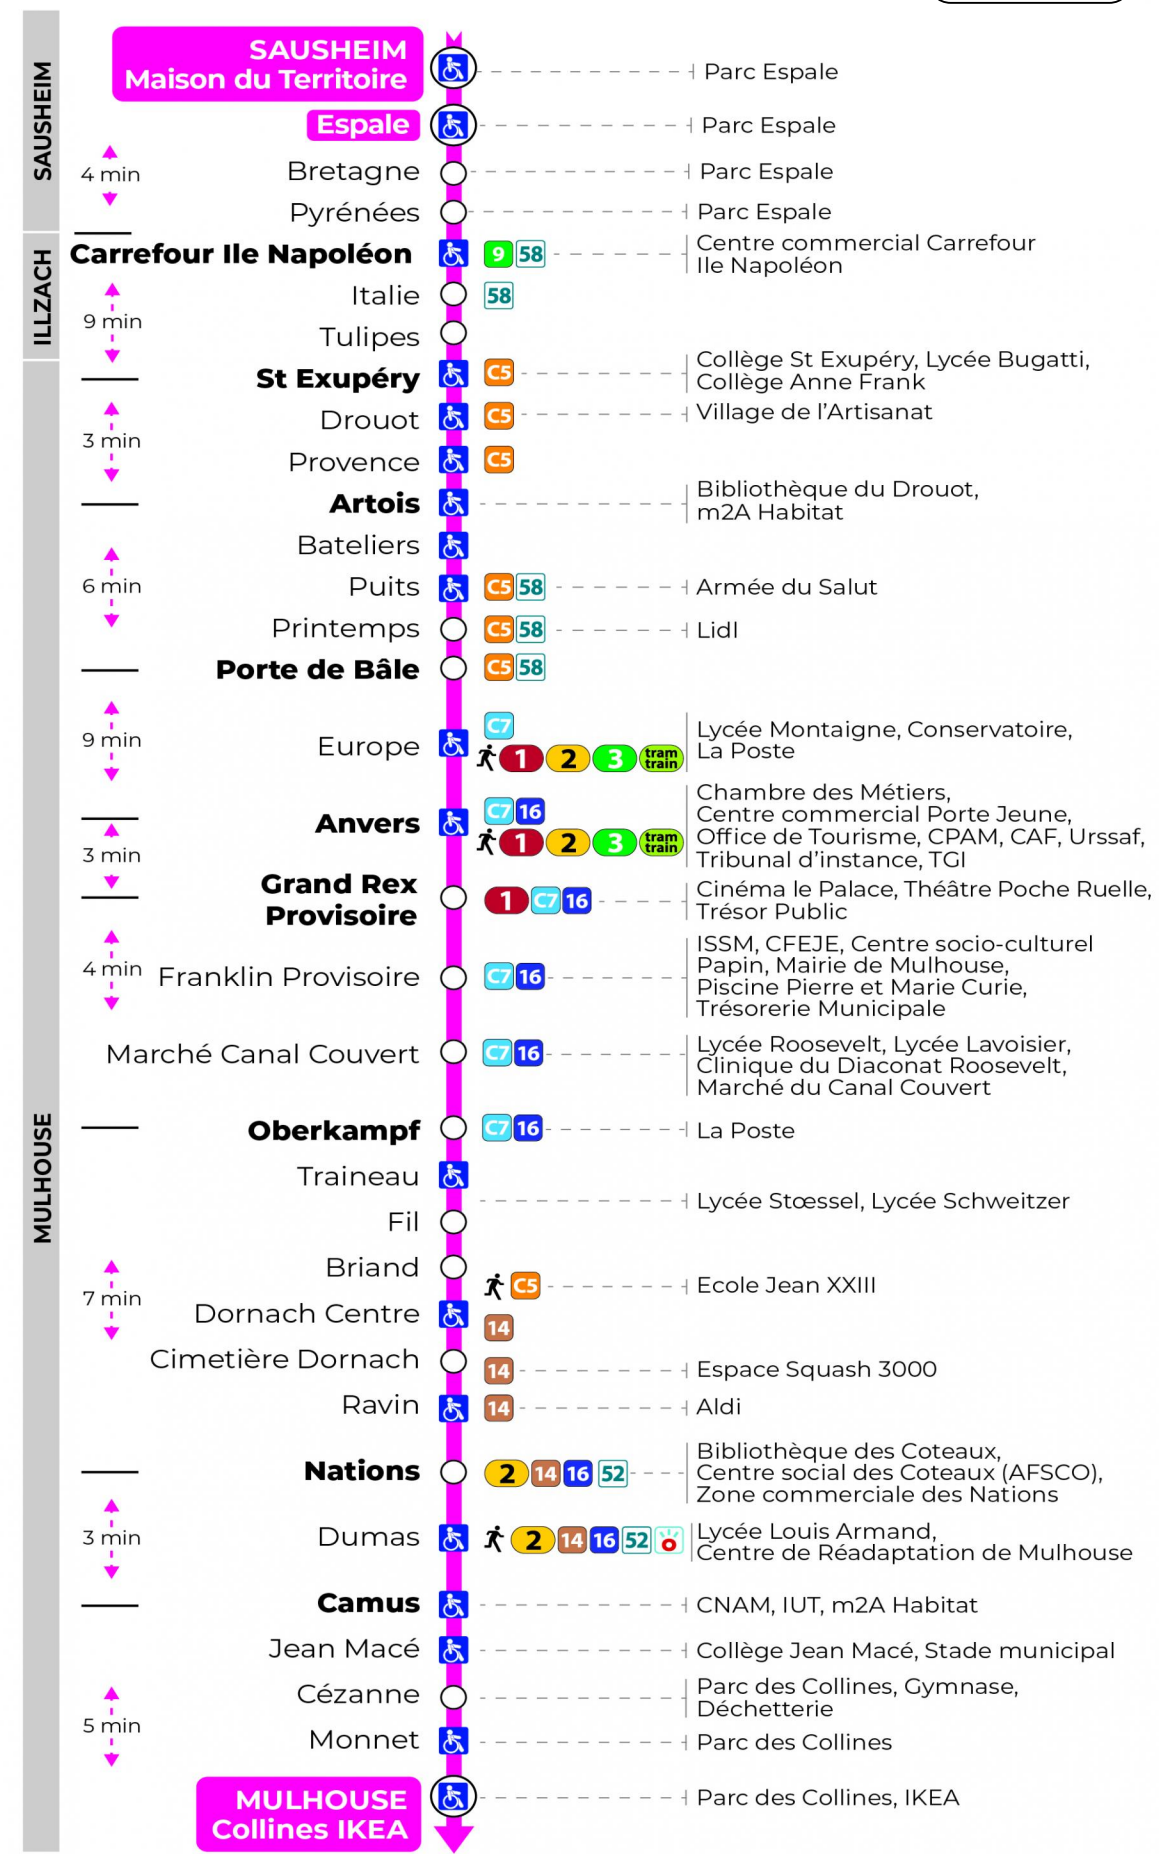 SAUSHEIM
SAUSHEIM
Maison du Territoire
Parc Espale
Espale
Parc Espale
4 min
Bretagne
Parc Espale
Pyrénées
Parc Espale
ILLZACH
Carrefour Ile Napoléon
9 58
Centre commercial Carrefour
Ile Napoléon
Italie
58
9 min
Tulipes
MULHOUSE
St Exupéry
C5
Collège St Exupéry, Lycée Bugatti,
Collège Anne Frank
Drouot
C5
Village de l’Artisanat
3 min
Provence
C5
Artois
Bibliothèque du Drouot,
m2A Habitat
Bateliers
6 min
Puits
C5 58
Armée du Salut
Printemps
C5 58
Lidl
Porte de Bâle
C5 58
9 min
Europe
C7
1 2 3 tram
train
Lycée Montaigne, Conservatoire,
La Poste
Anvers
C7 16
1 2 3 tram
train
Chambre des Métiers,
Centre commercial Porte Jeune,
Office de Tourisme, CPAM, CAF, Urssaf,
Tribunal d’instance, TGI
3 min
Grand Rex
Provisoire
1 C7 16
Cinéma le Palace, Théâtre Poche Ruelle,
Trésor Public
4 min
Franklin Provisoire
C7 16
ISSM, CFEJE, Centre socio-culturel
Papin, Mairie de Mulhouse,
Piscine Pierre et Marie Curie,
Trésorerie Municipale
Marché Canal Couvert
C7 16
Lycée Roosevelt, Lycée Lavoisier,
Clinique du Diaconat Roosevelt,
Marché du Canal Couvert
Oberkampf
C7 16
La Poste
Traineau
Lycée Stœssel, Lycée Schweitzer
Fil
Briand
C5
Ecole Jean XXIII
7 min
Dornach Centre
14
Cimetière Dornach
14
Espace Squash 3000
Ravin
14
Aldi
Nations
2 14 16 52
Bibliothèque des Coteaux,
Centre social des Coteaux (AFSCO),
Zone commerciale des Nations
3 min
Dumas
2 14 16 52 o
Lycée Louis Armand,
Centre de Réadaptation de Mulhouse
Camus
CNAM, IUT, m2A Habitat
Jean Macé
Collège Jean Macé, Stade municipal
Cézanne
Parc des Collines, Gymnase,
Déchetterie
5 min
Monnet
Parc des Collines
MULHOUSE
Collines IKEA
Parc des Collines, IKEA